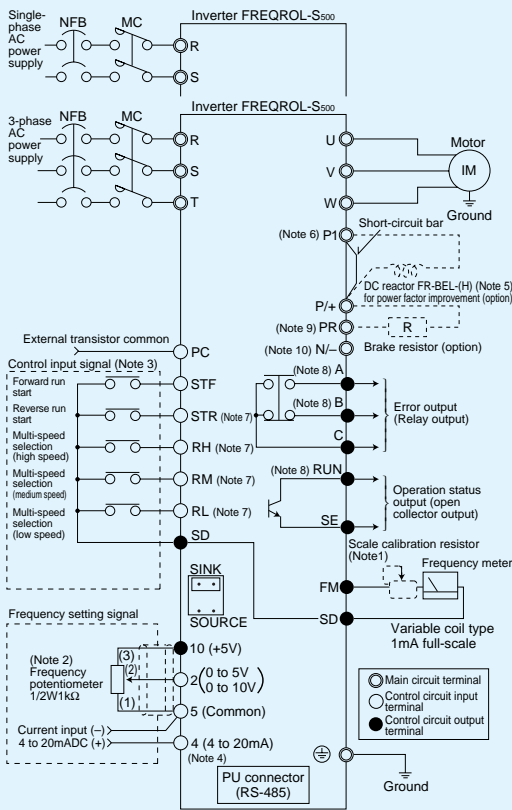 Single-
phase
AC
power
supply
NFB
MC
Inverter FREQROL-S500
R
S
Inverter FREQROL-S500
3-phase
AC
power
supply
NFB
MC
R
S
T
U
V
W
Motor
IM
Ground
Short-circuit bar
(Note 6) P1
DC reactor FR-BEL-(H) (Note 5)
for power factor improvement (option)
P/+
(Note 9) PR
R
Brake resistor (option)
(Note 10) N/–
External transistor common
PC
Control input signal (Note 3)
Forward run
start
STF
Reverse run
start
STR (Note 7)
Multi-speed
selection
(high speed)
RH (Note 7)
Multi-speed
selection
(medium speed)
RM (Note 7)
Multi-speed
selection
(low speed)
RL (Note 7)
SD
(Note 8) A
(Note 8) B
C
Error output
(Relay output)
(Note 8) RUN
SE
Operation status
output (open
collector output)
Scale calibration resistor
(Note1)
Frequency meter
FM
SD
Variable coil type
1mA full-scale
SINK
SOURCE
Frequency setting signal
(Note 2)
Frequency
potentiometer
1/2W1kΩ
(3)
(2)
(1)
10 (+5V)
2 (0 to 5V
0 to 10V)
5 (Common)
Current input (–)
4 to 20mADC (+)
4 (4 to 20mA)
(Note 4)
PU connector
(RS-485)
Ground
Main circuit terminal
Control circuit input
terminal
Control circuit output
terminal